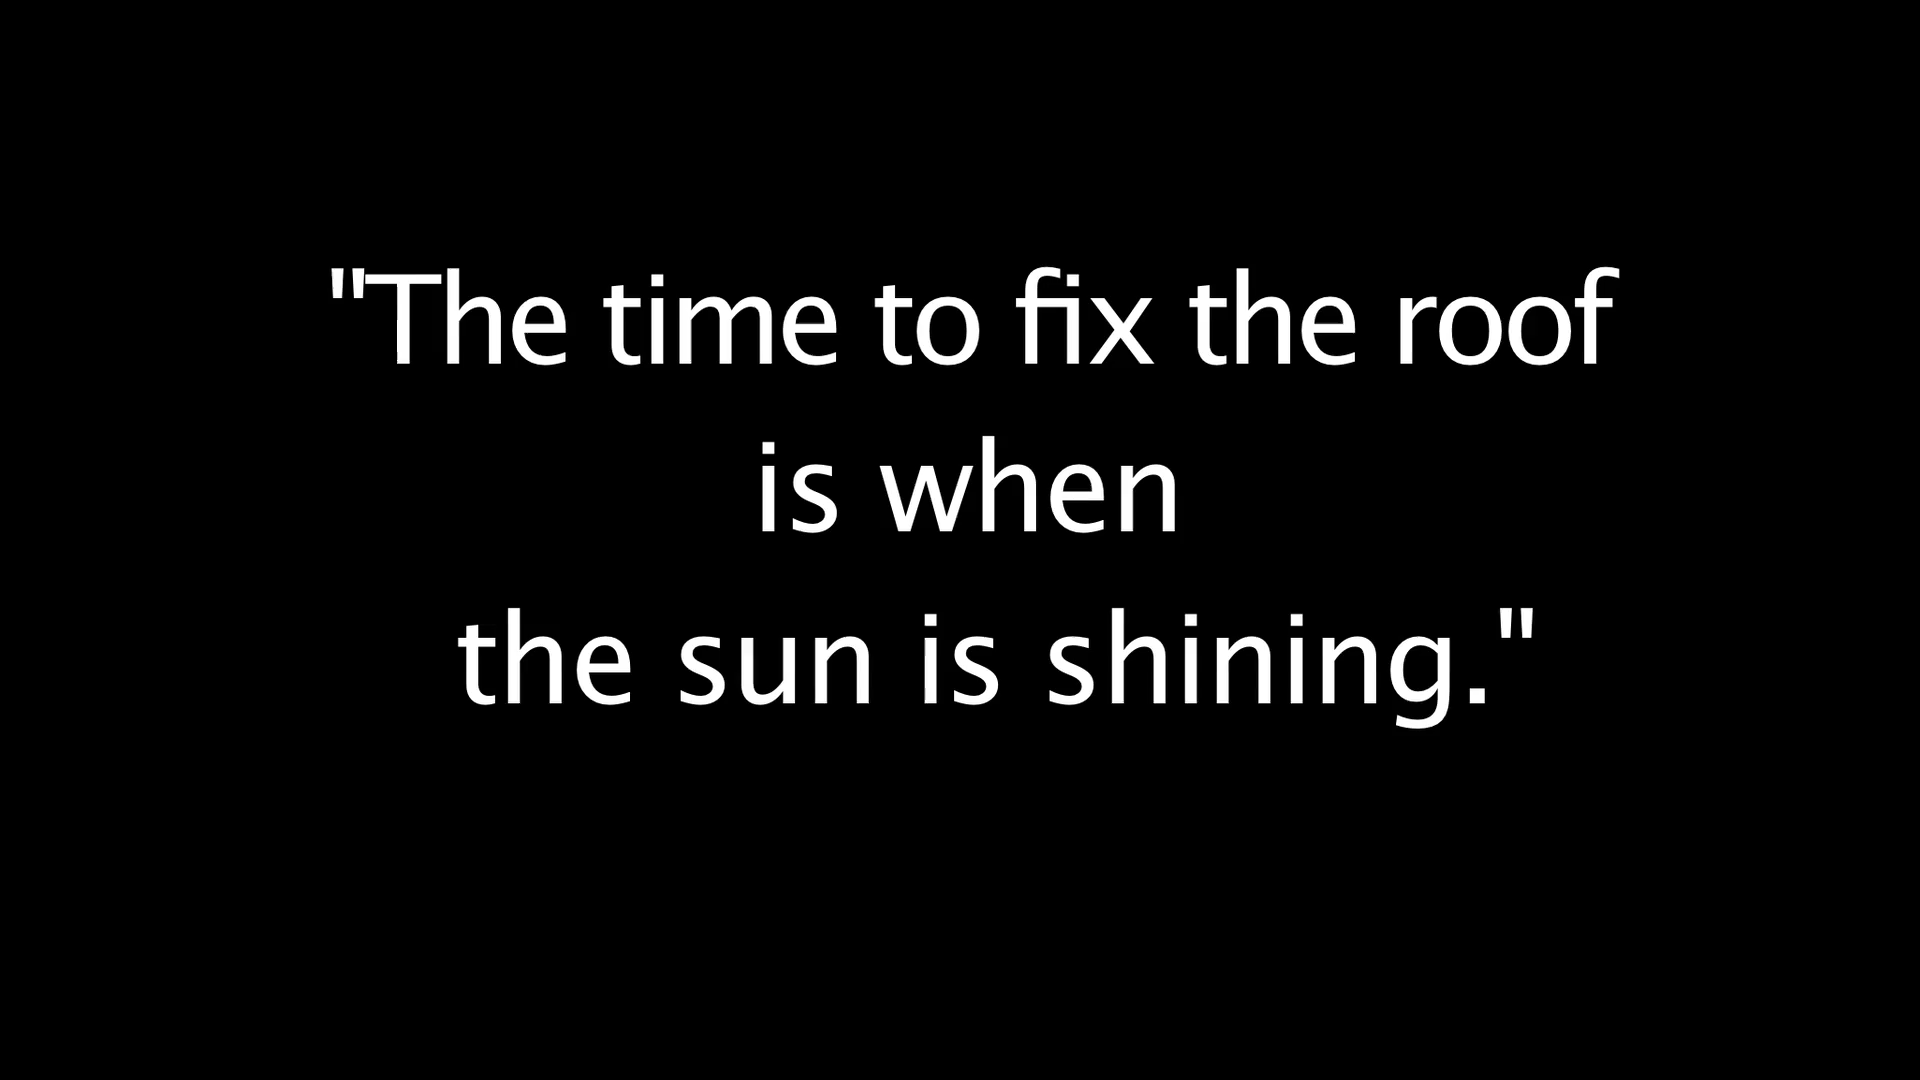 "The time to fix the roof
is when
the sun is shining."